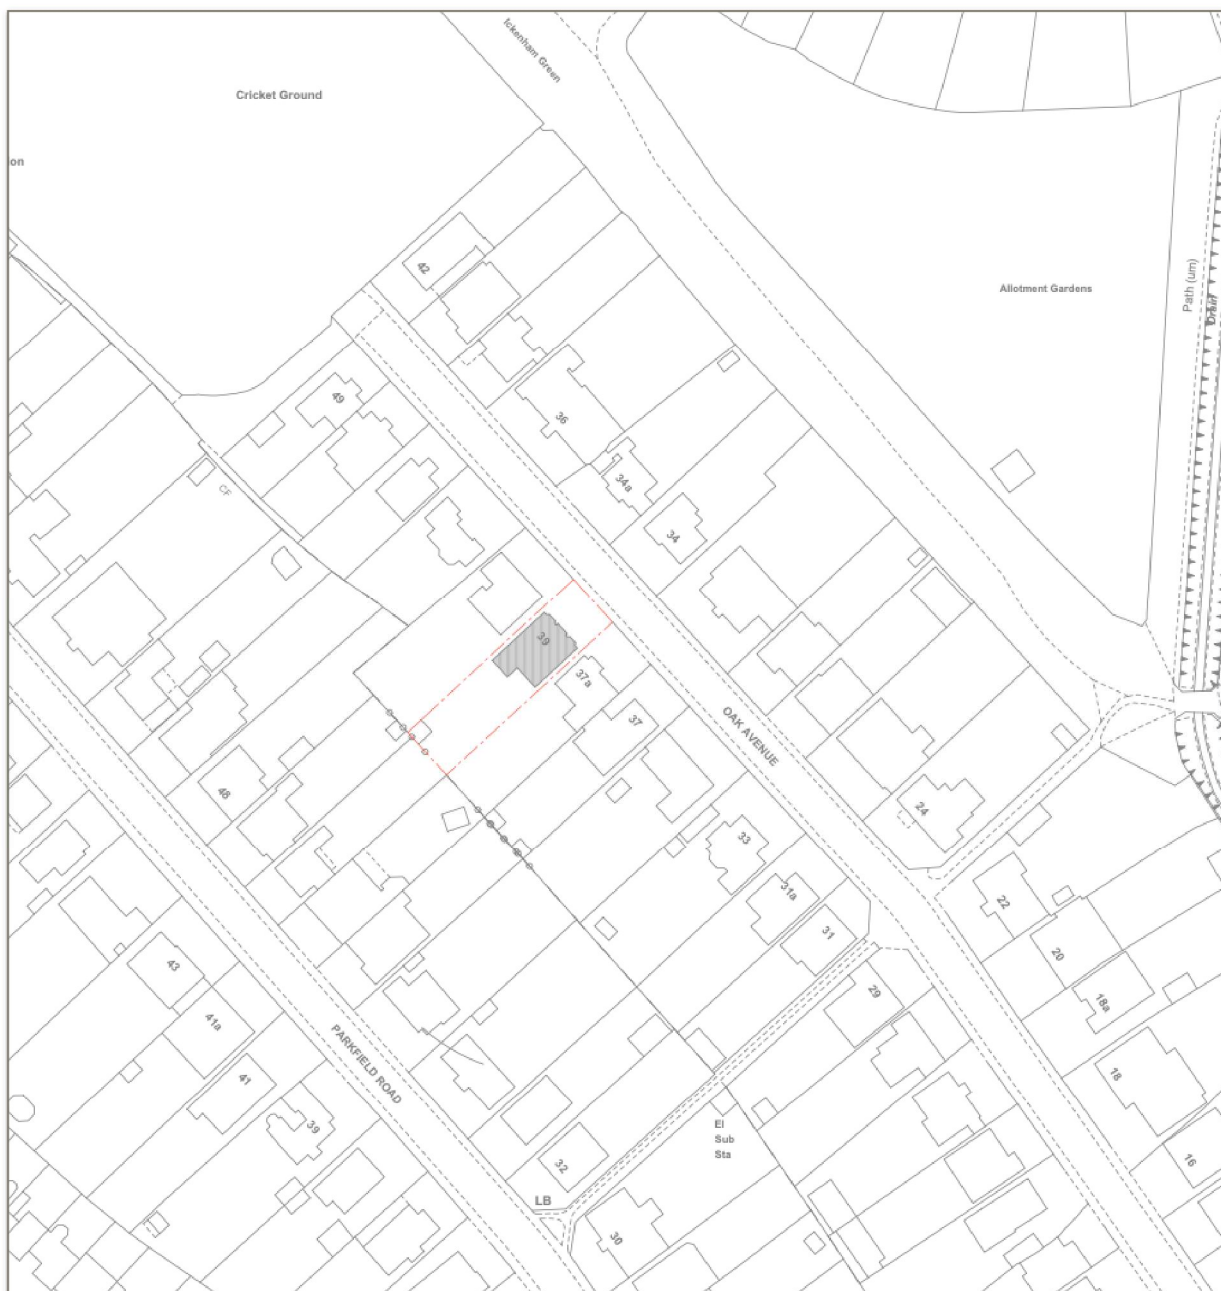 Ickenham Green
Cricket Ground
on
42
Allotment Gardens
Path (um)
Drain
49
36
34a
34
CF
39
37a
37
OAK AVENUE
48
24
33
31a
31
22
20
18a
29
43
41a
41
39
PARKFIELD ROAD
18
16
El
Sub
Sta
32
LB
30